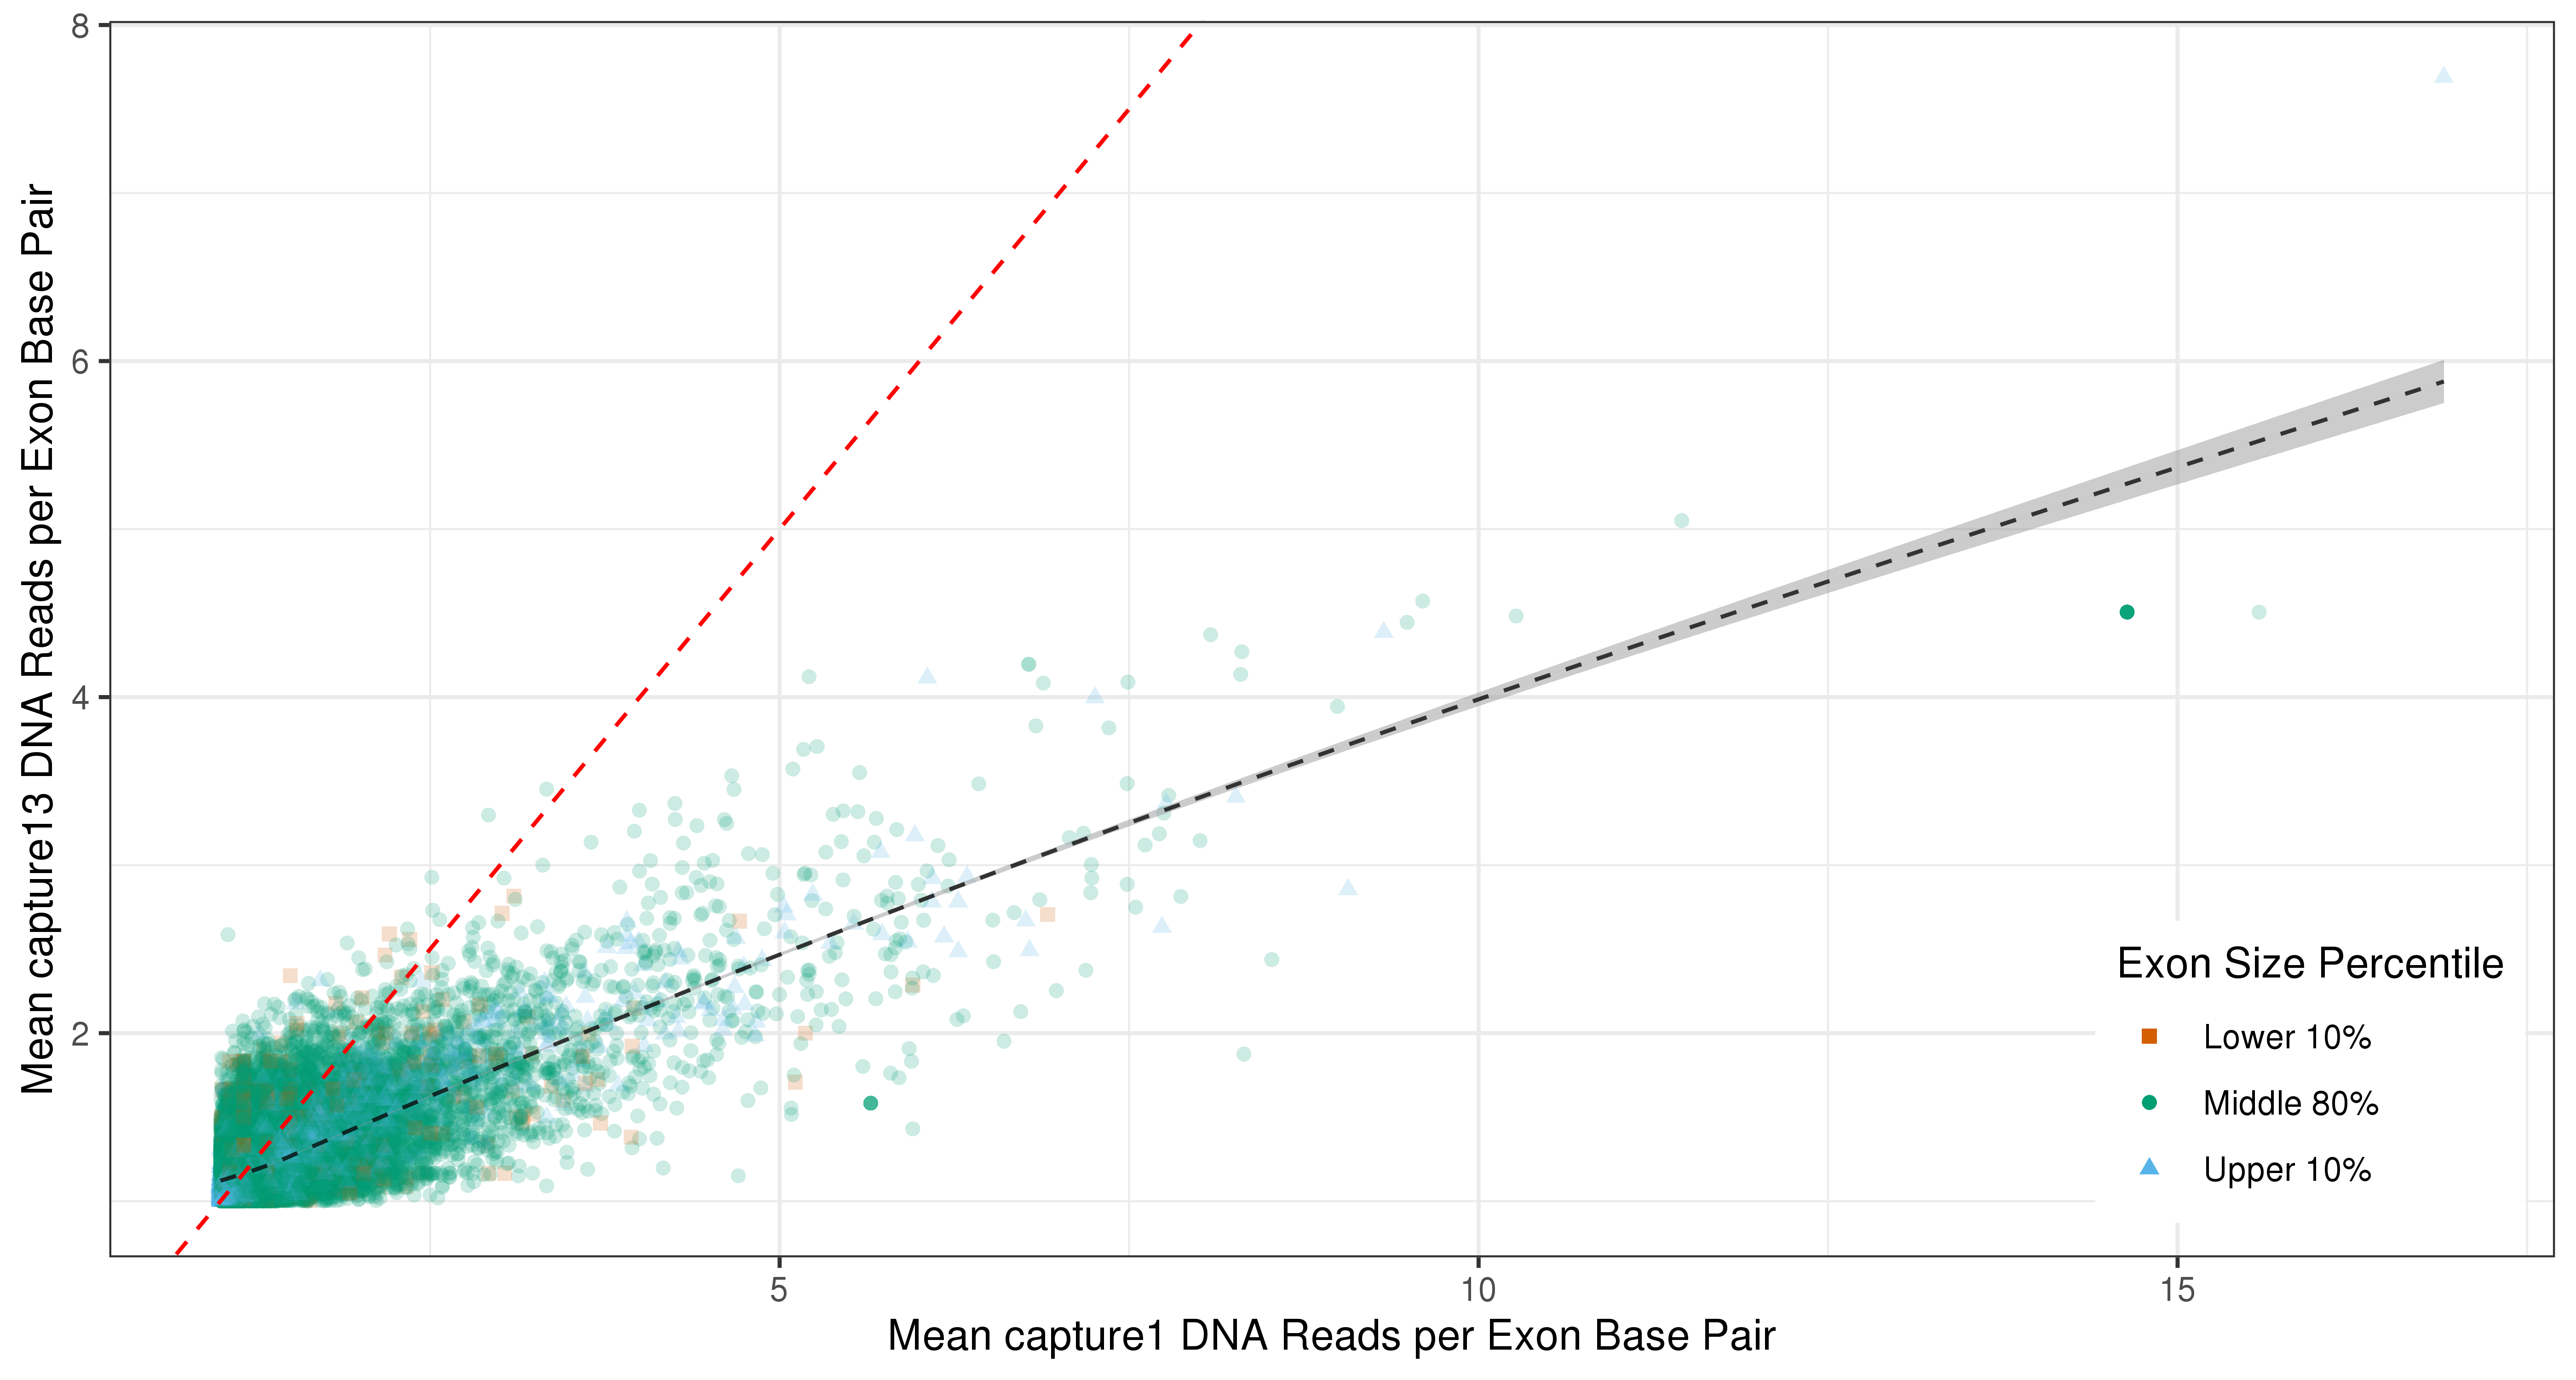 8
6
4
2
Mean capture13 DNA Reads per Exon Base Pair
5
10
15
Mean capture1 DNA Reads per Exon Base Pair
Exon Size Percentile
Lower 10%
Middle 80%
Upper 10%